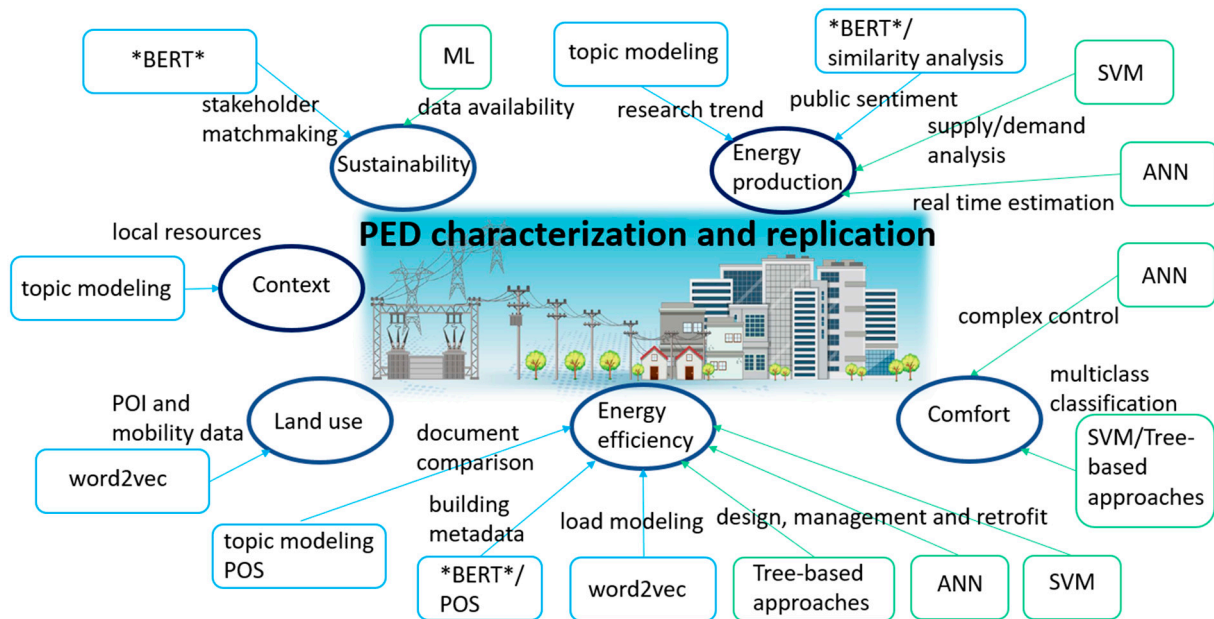 *BERT*
stakeholder
matchmaking
ML
data availability
Sustainability
topic modeling
research trend
*BERT*/
similarity analysis
public sentiment
SVM
supply/demand
analysis
Energy
production
ANN
real time estimation
PED characterization and replication
local resources
topic modeling
Context
ANN
complex control
POI and
mobility data
Land use
word2vec
document
comparison
Energy
efficiency
Comfort
multiclass
classification
SVM/Tree-
based
approaches
topic modeling
POS
building
metadata
*BERT*/
POS
load modeling
word2vec
design, management and retrofit
Tree-based
approaches
ANN
SVM